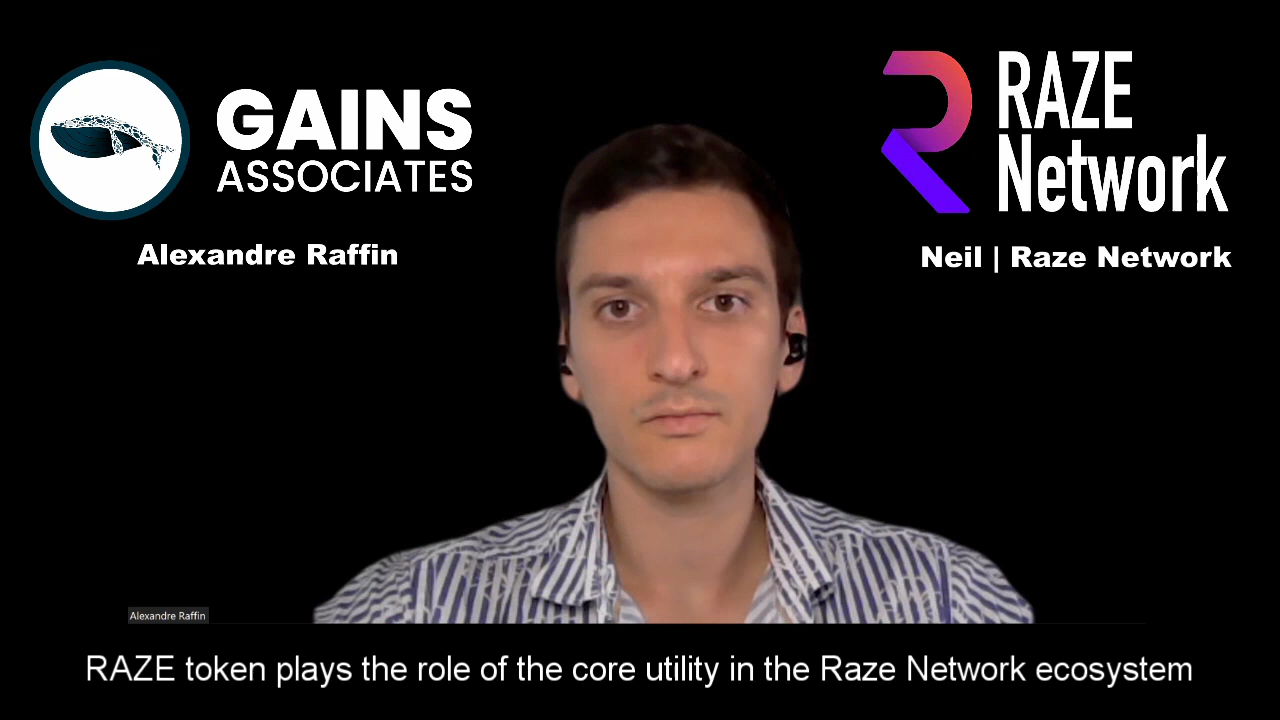 GAINS
ASSOCIATES
Alexandre Raffin
RAZE
Network
Neil | Raze Network
Alexandre Raffin
RAZE token plays the role of the core utility in the Raze Network ecosystem